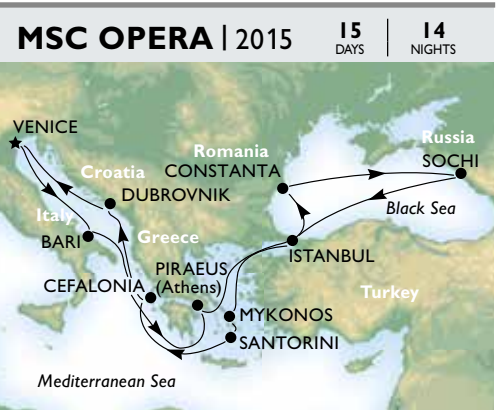 MSC OPERA | 2015
15
DAYS
14
NIGHTS
VENICE
Romania
CONSTANTA
Russia
SOCHI
Croatia
DUBROVNIK
Black Sea
Italy
BARI
Greece
ISTANBUL
PIRAEUS
(Athens)
CEFALONIA
Turkey
MYKONOS
SANTORINI
Mediterranean Sea